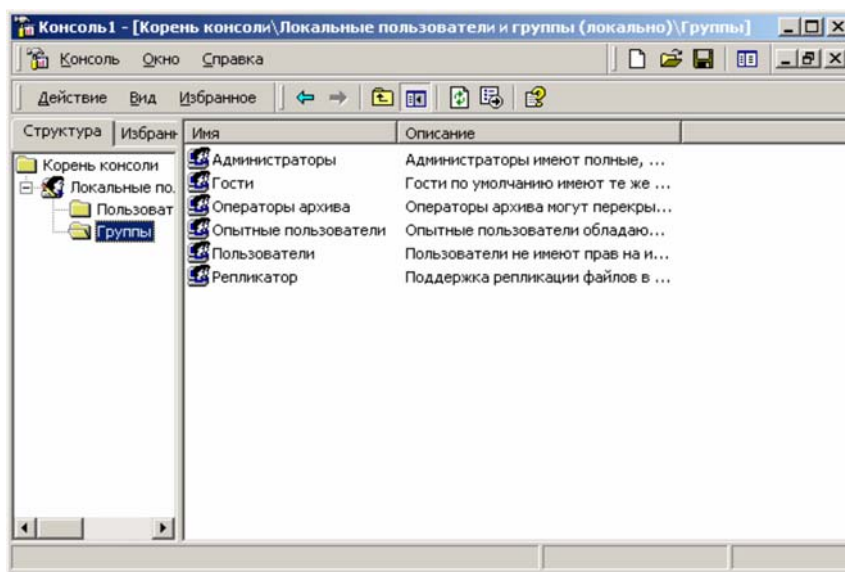 Консоль1 - [Корень консоли\Локальные пользователи и группы (локально)\Группы]
Консоль Окно Справка
Действие Вид Избранное
Структура Избранн
Имя Описание
Корень консоли
Локальные по.
Пользоват
Группы
Администраторы Администраторы имеют полные, ...
Гости Гости по умолчанию имеют те же ...
Операторы архива Операторы архива могут перекры...
Опытные пользователи Опытные пользователи обладаю...
Пользователи Пользователи не имеют прав на и...
Репликатор Поддержка репликации файлов в ...